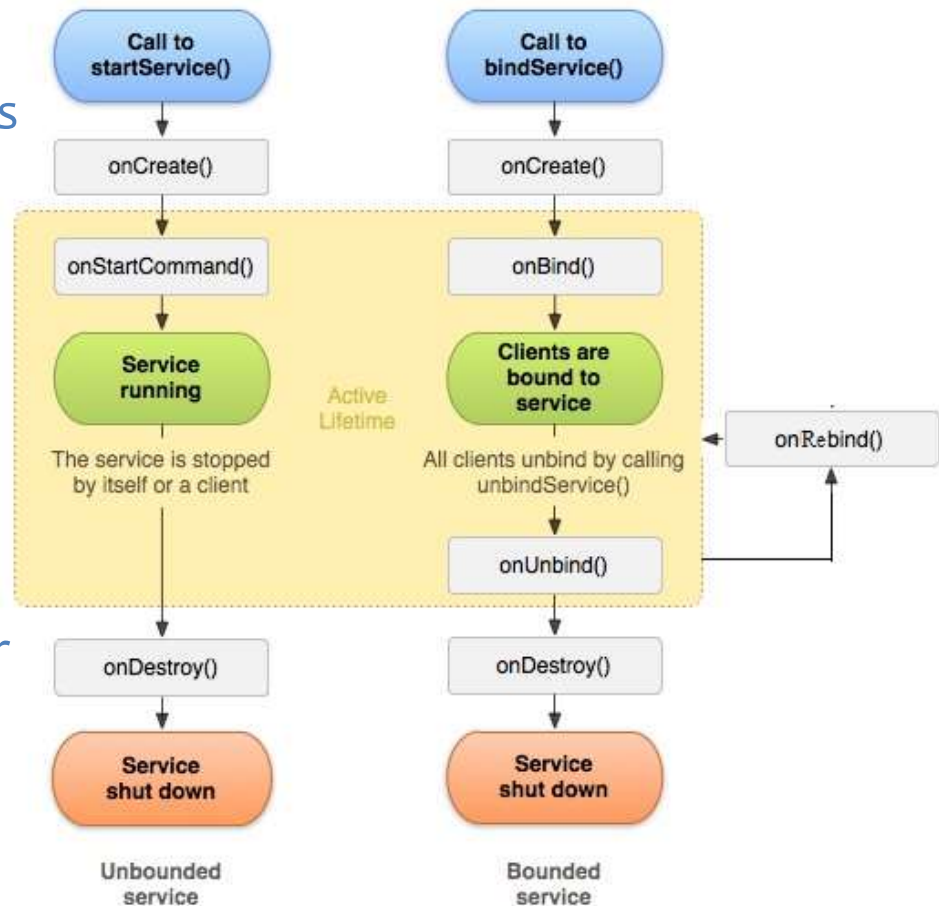 Call to
startService()
onCreate()
onStartCommand()
Service
running
The service is stopped
by itself or a client
onDestroy()
Service
shut down
Unbounded
service
Call to
bindService()
onCreate()
onBind()
Clients are
bound to
service
All clients unbind by calling
unbindService()
onUnbind()
onDestroy()
Service
shut down
Bounded
service
Active
Lifetime
onRebind()
s
r